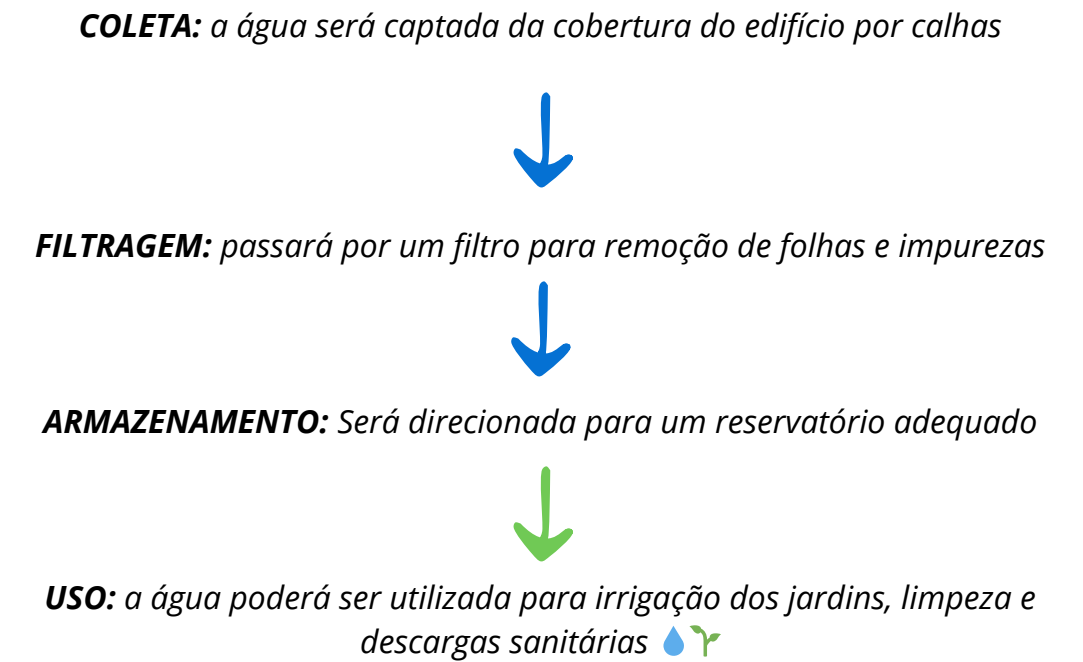 COLETA: a água será captada da cobertura do edifício por calhas
FILTRAGEM: passará por um filtro para remoção de folhas e impurezas
ARMAZENAMENTO: Será direcionada para um reservatório adequado
USO: a água poderá ser utilizada para irrigação dos jardins, limpeza e
descargas sanitárias 💧🌱